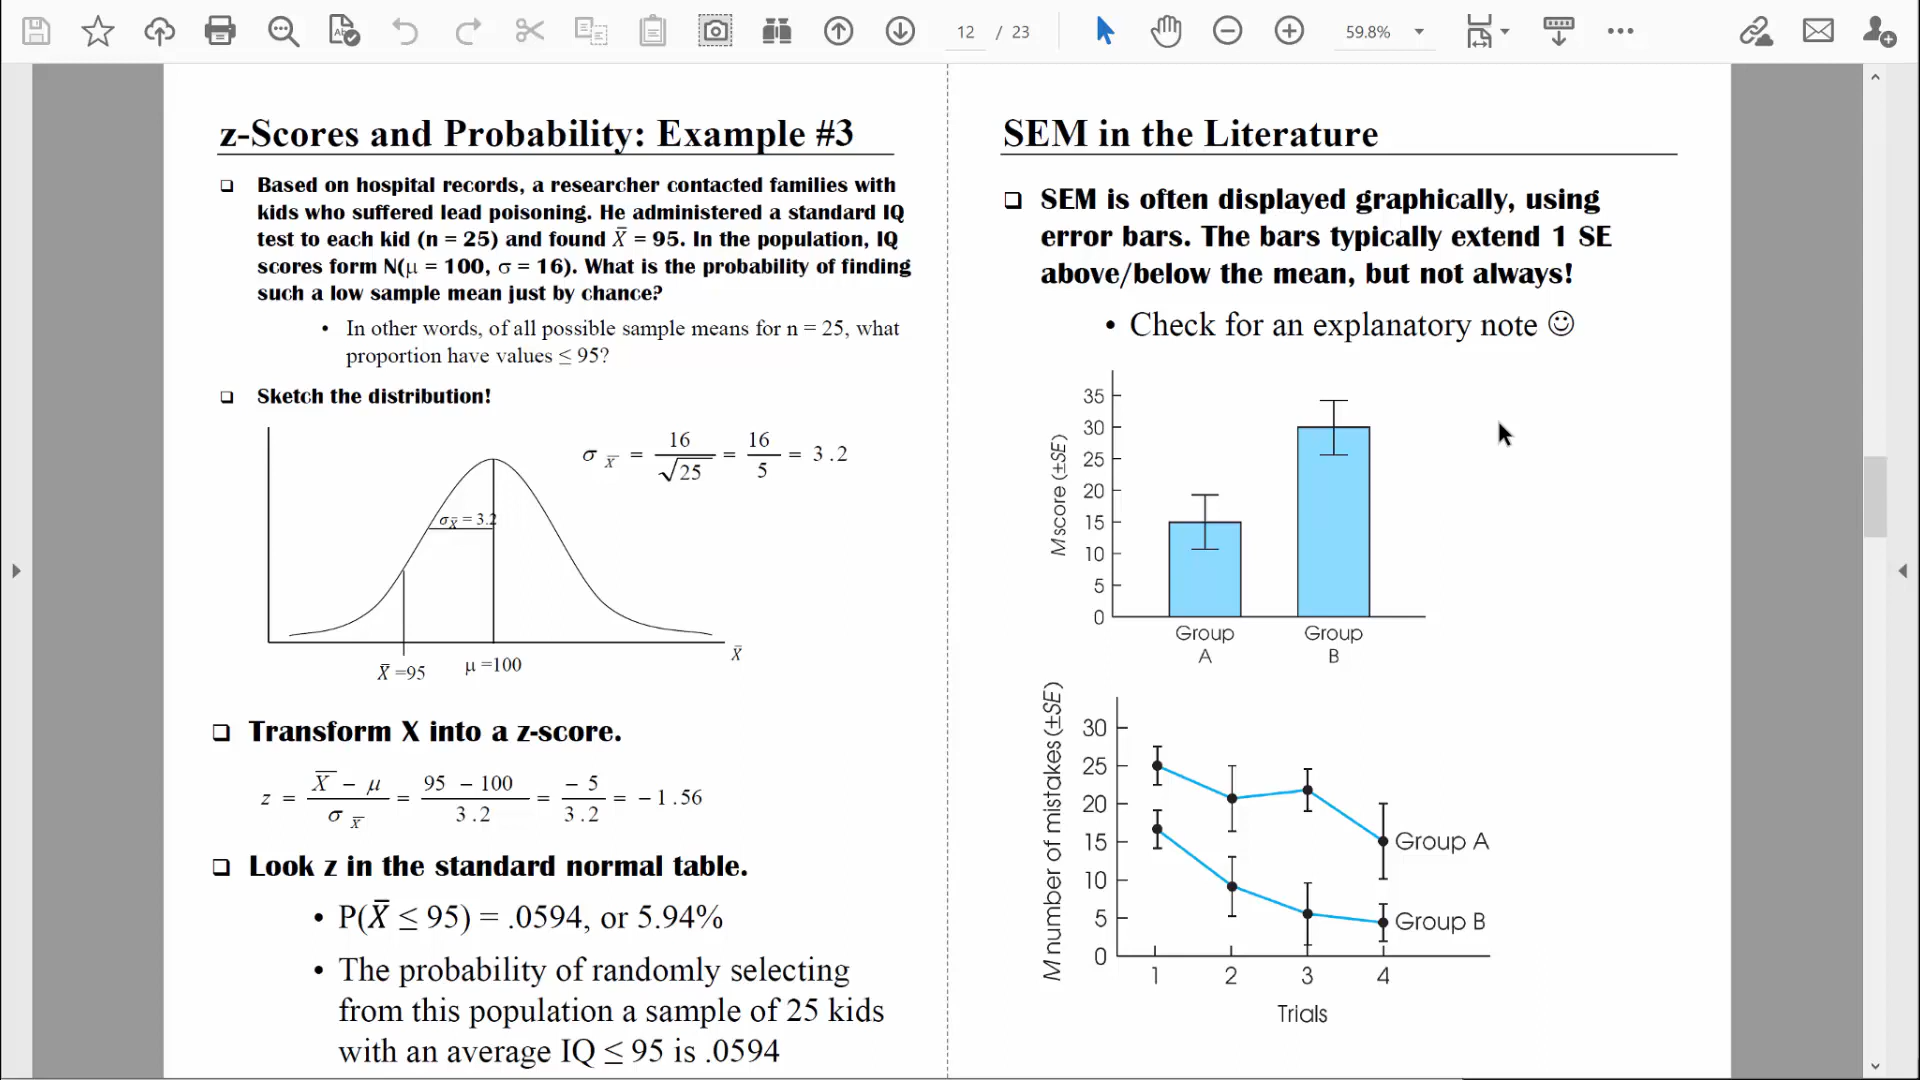 12 / 23
59.8%
z-Scores and Probability: Example #3
❑ Based on hospital records, a researcher contacted families with
kids who suffered lead poisoning. He administered a standard IQ
test to each kid (n = 25) and found X̄ = 95. In the population, IQ
scores form N(μ = 100, σ = 16). What is the probability of finding
such a low sample mean just by chance?
• In other words, of all possible sample means for n = 25, what
proportion have values ≤ 95?
❑ Sketch the distribution!
σ X̄ = 16/√25 = 16/5 = 3.2
σX̄ = 3.2
X̄
X̄ =95
μ =100
❑ Transform X into a z-score.
z = (X̄ − μ)/σ X̄ = (95 − 100)/3.2 = −5/3.2 = −1.56
❑ Look z in the standard normal table.
• P(X̄ ≤ 95) = .0594, or 5.94%
• The probability of randomly selecting
from this population a sample of 25 kids
with an average IQ ≤ 95 is .0594
SEM in the Literature
❑ SEM is often displayed graphically, using
error bars. The bars typically extend 1 SE
above/below the mean, but not always!
• Check for an explanatory note ☺
M score (±SE)
35
30
25
20
15
10
5
0
Group
A
Group
B
M number of mistakes (±SE)
30
25
20
15
10
5
0
Group A
Group B
1 2 3 4
Trials